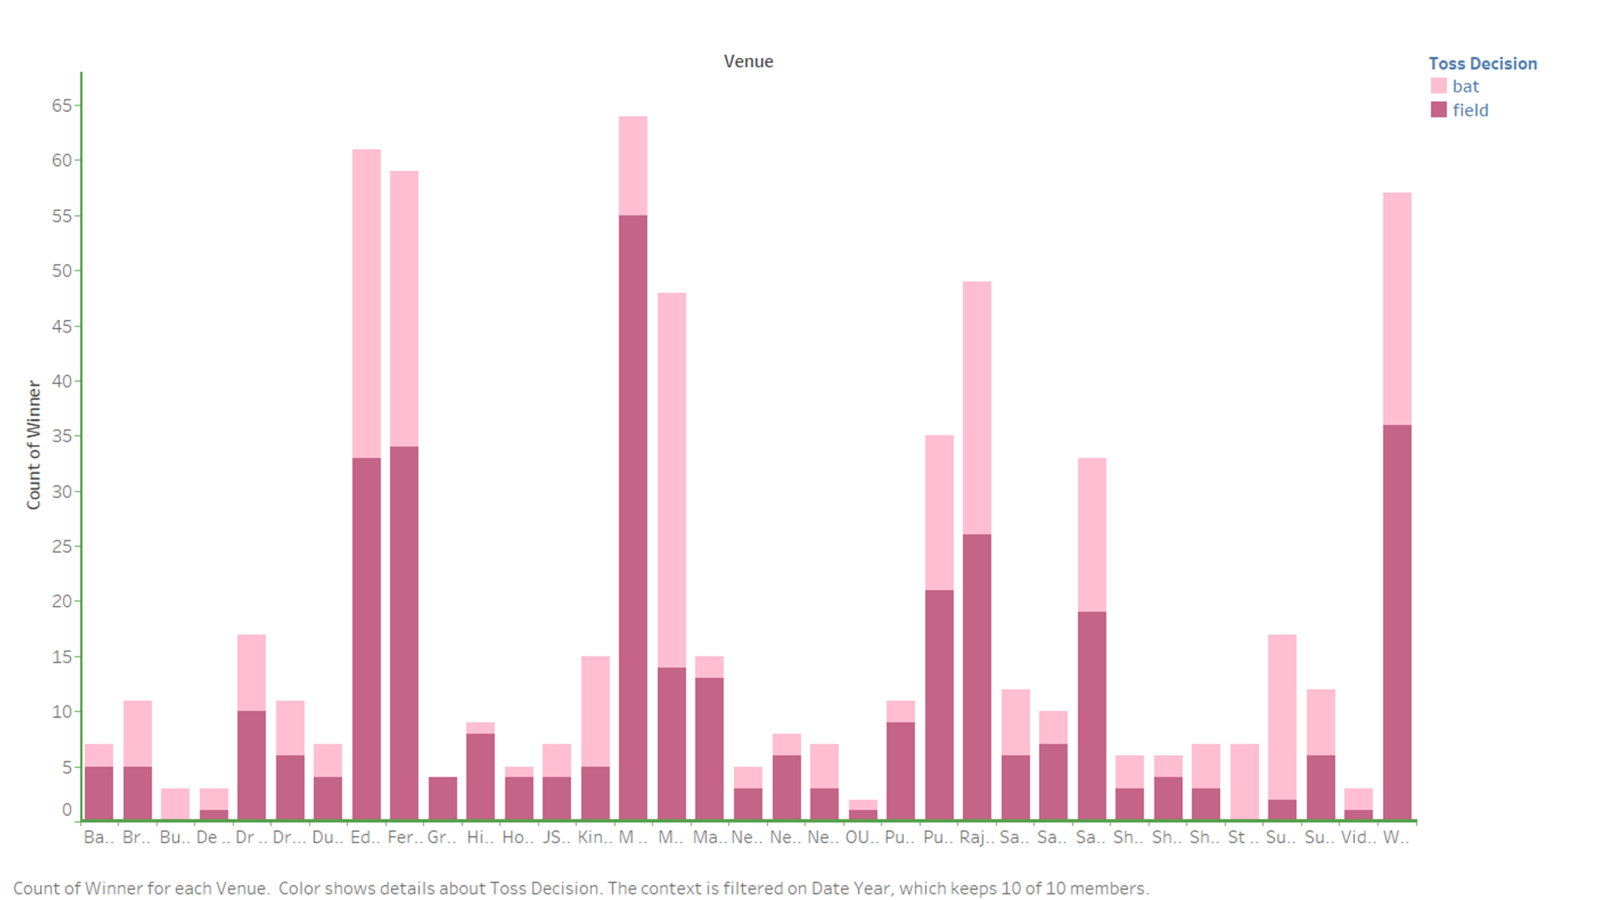 Venue
Toss Decision
bat
field
65
60
55
50
45
40
35
30
25
20
15
10
5
0
Count of Winner
Ba.. Br.. Bu.. De .. Dr .. Dr... Du.. Ed.. Fer.. Gr.. Hi.. Ho.. JS.. Kin.. M .. M.. Ma.. Ne.. Ne.. Ne.. OU.. Pu.. Pu.. Raj.. Sa.. Sa.. Sa.. Sh.. Sh.. Sh.. St .. Su.. Su.. Vid.. W..
Count of Winner for each Venue. Color shows details about Toss Decision. The context is filtered on Date Year, which keeps 10 of 10 members.